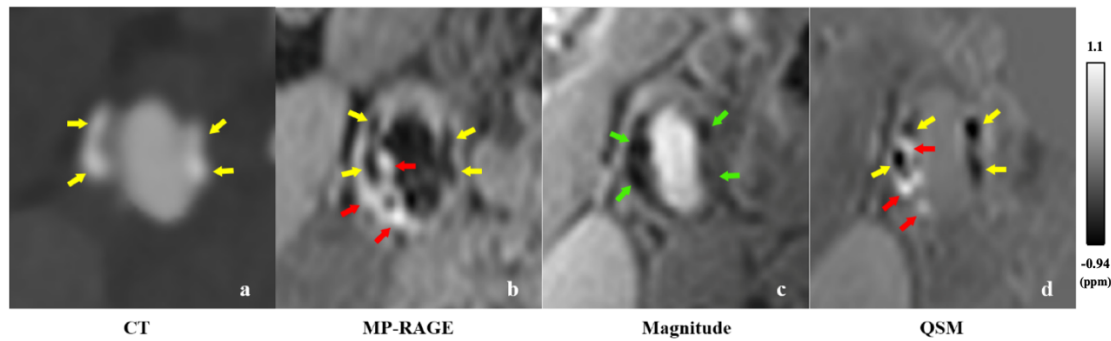 1.1
a
b
c
d
-0.94
(ppm)
CT
MP-RAGE
Magnitude
QSM